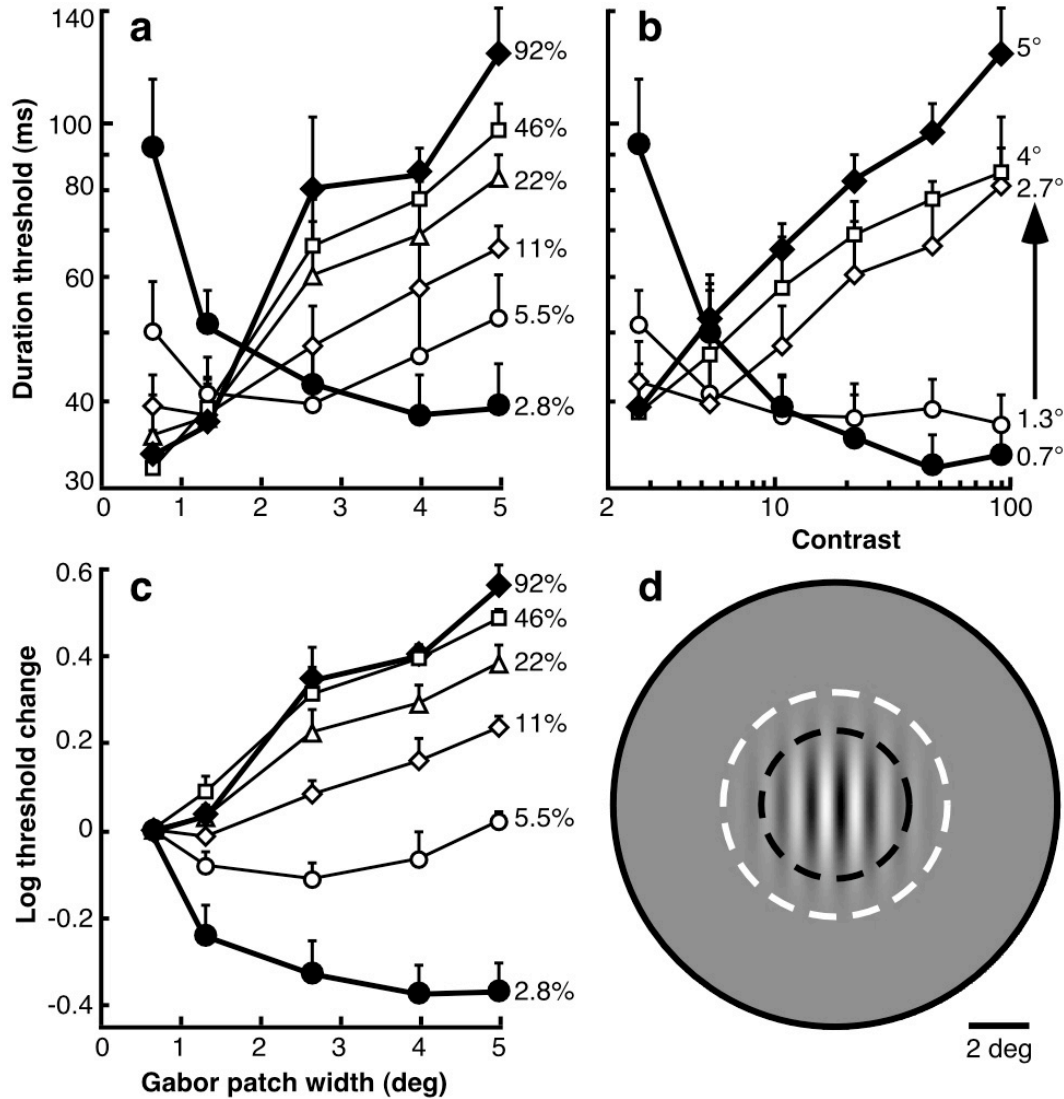 a
140
100
80
60
40
30
Duration threshold (ms)
0 1 2 3 4 5
92%
46%
22%
11%
5.5%
2.8%
b
5°
4°
2.7°
1.3°
0.7°
2 10 100
Contrast
c
0.6
0.4
0.2
0
-0.2
-0.4
Log threshold change
92%
46%
22%
11%
5.5%
2.8%
0 1 2 3 4 5
Gabor patch width (deg)
d
2 deg